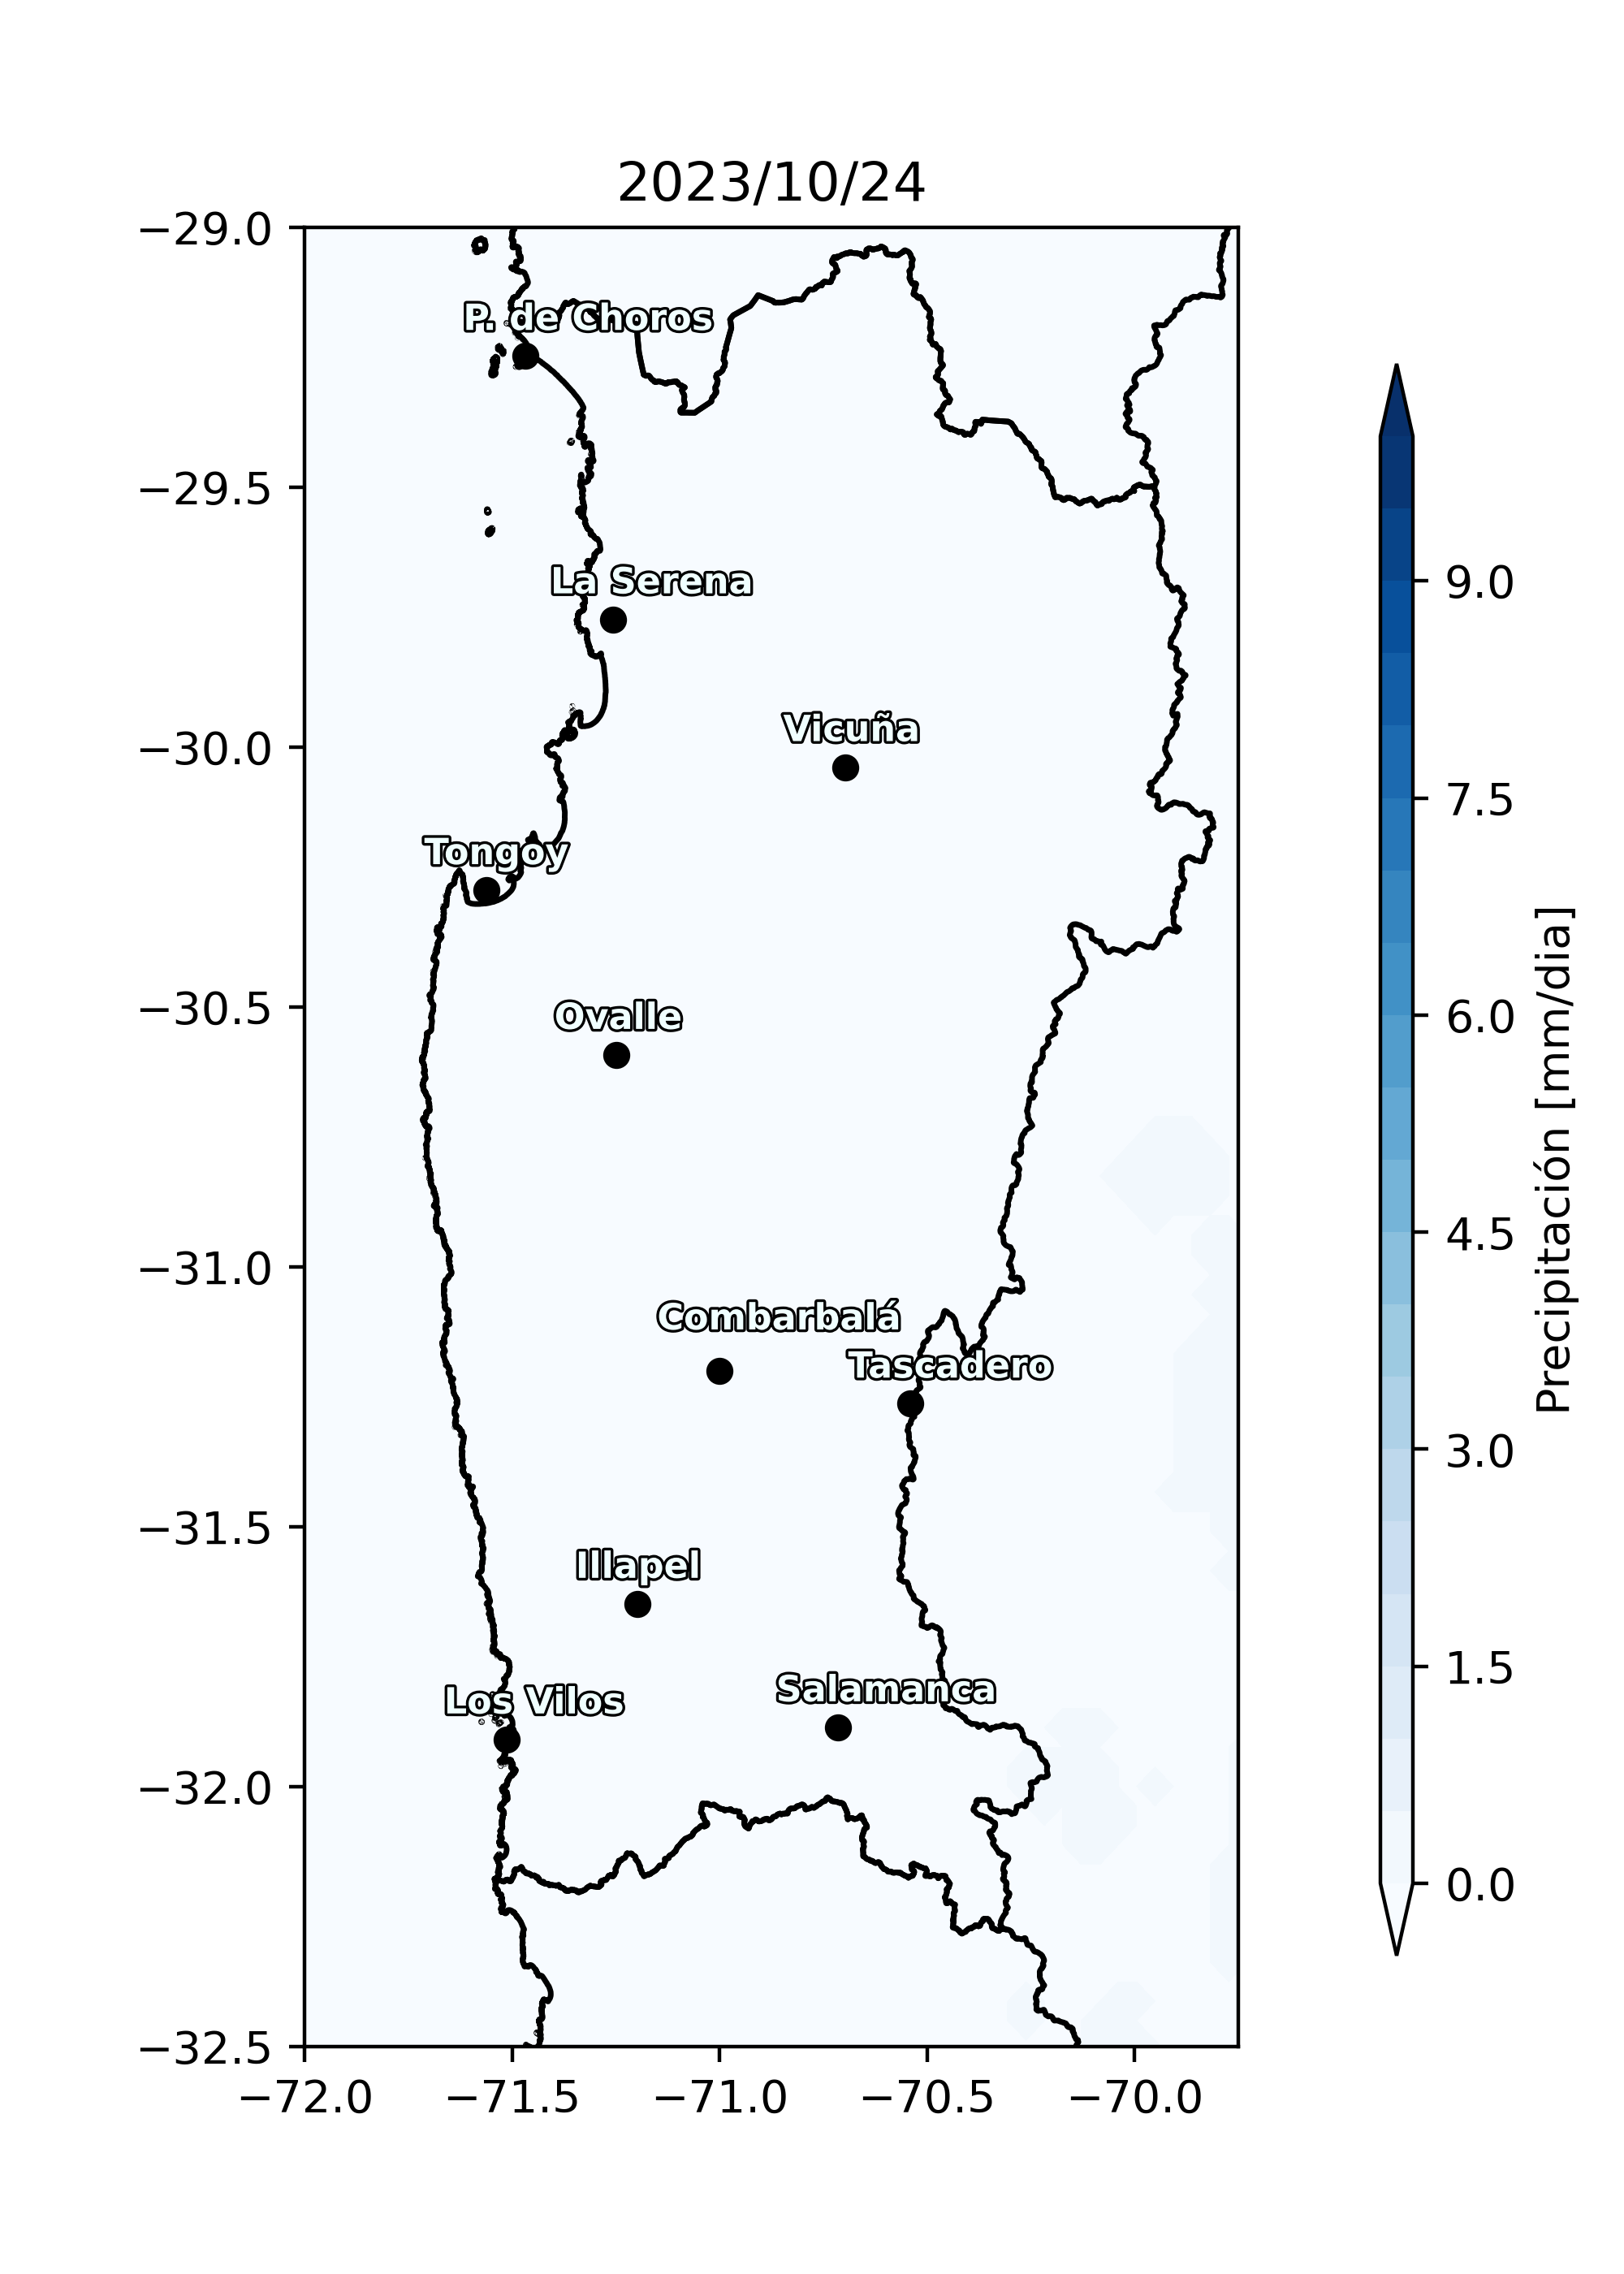 2023/10/24
−29.0
−29.5
−30.0
−30.5
−31.0
−31.5
−32.0
−32.5
−72.0
−71.5
−71.0
−70.5
−70.0
P. de Choros
La Serena
Vicuña
Tongoy
Ovalle
Combarbalá
Tascadero
Illapel
Salamanca
Los Vilos
9.0
7.5
6.0
4.5
3.0
1.5
0.0
Precipitación [mm/dia]